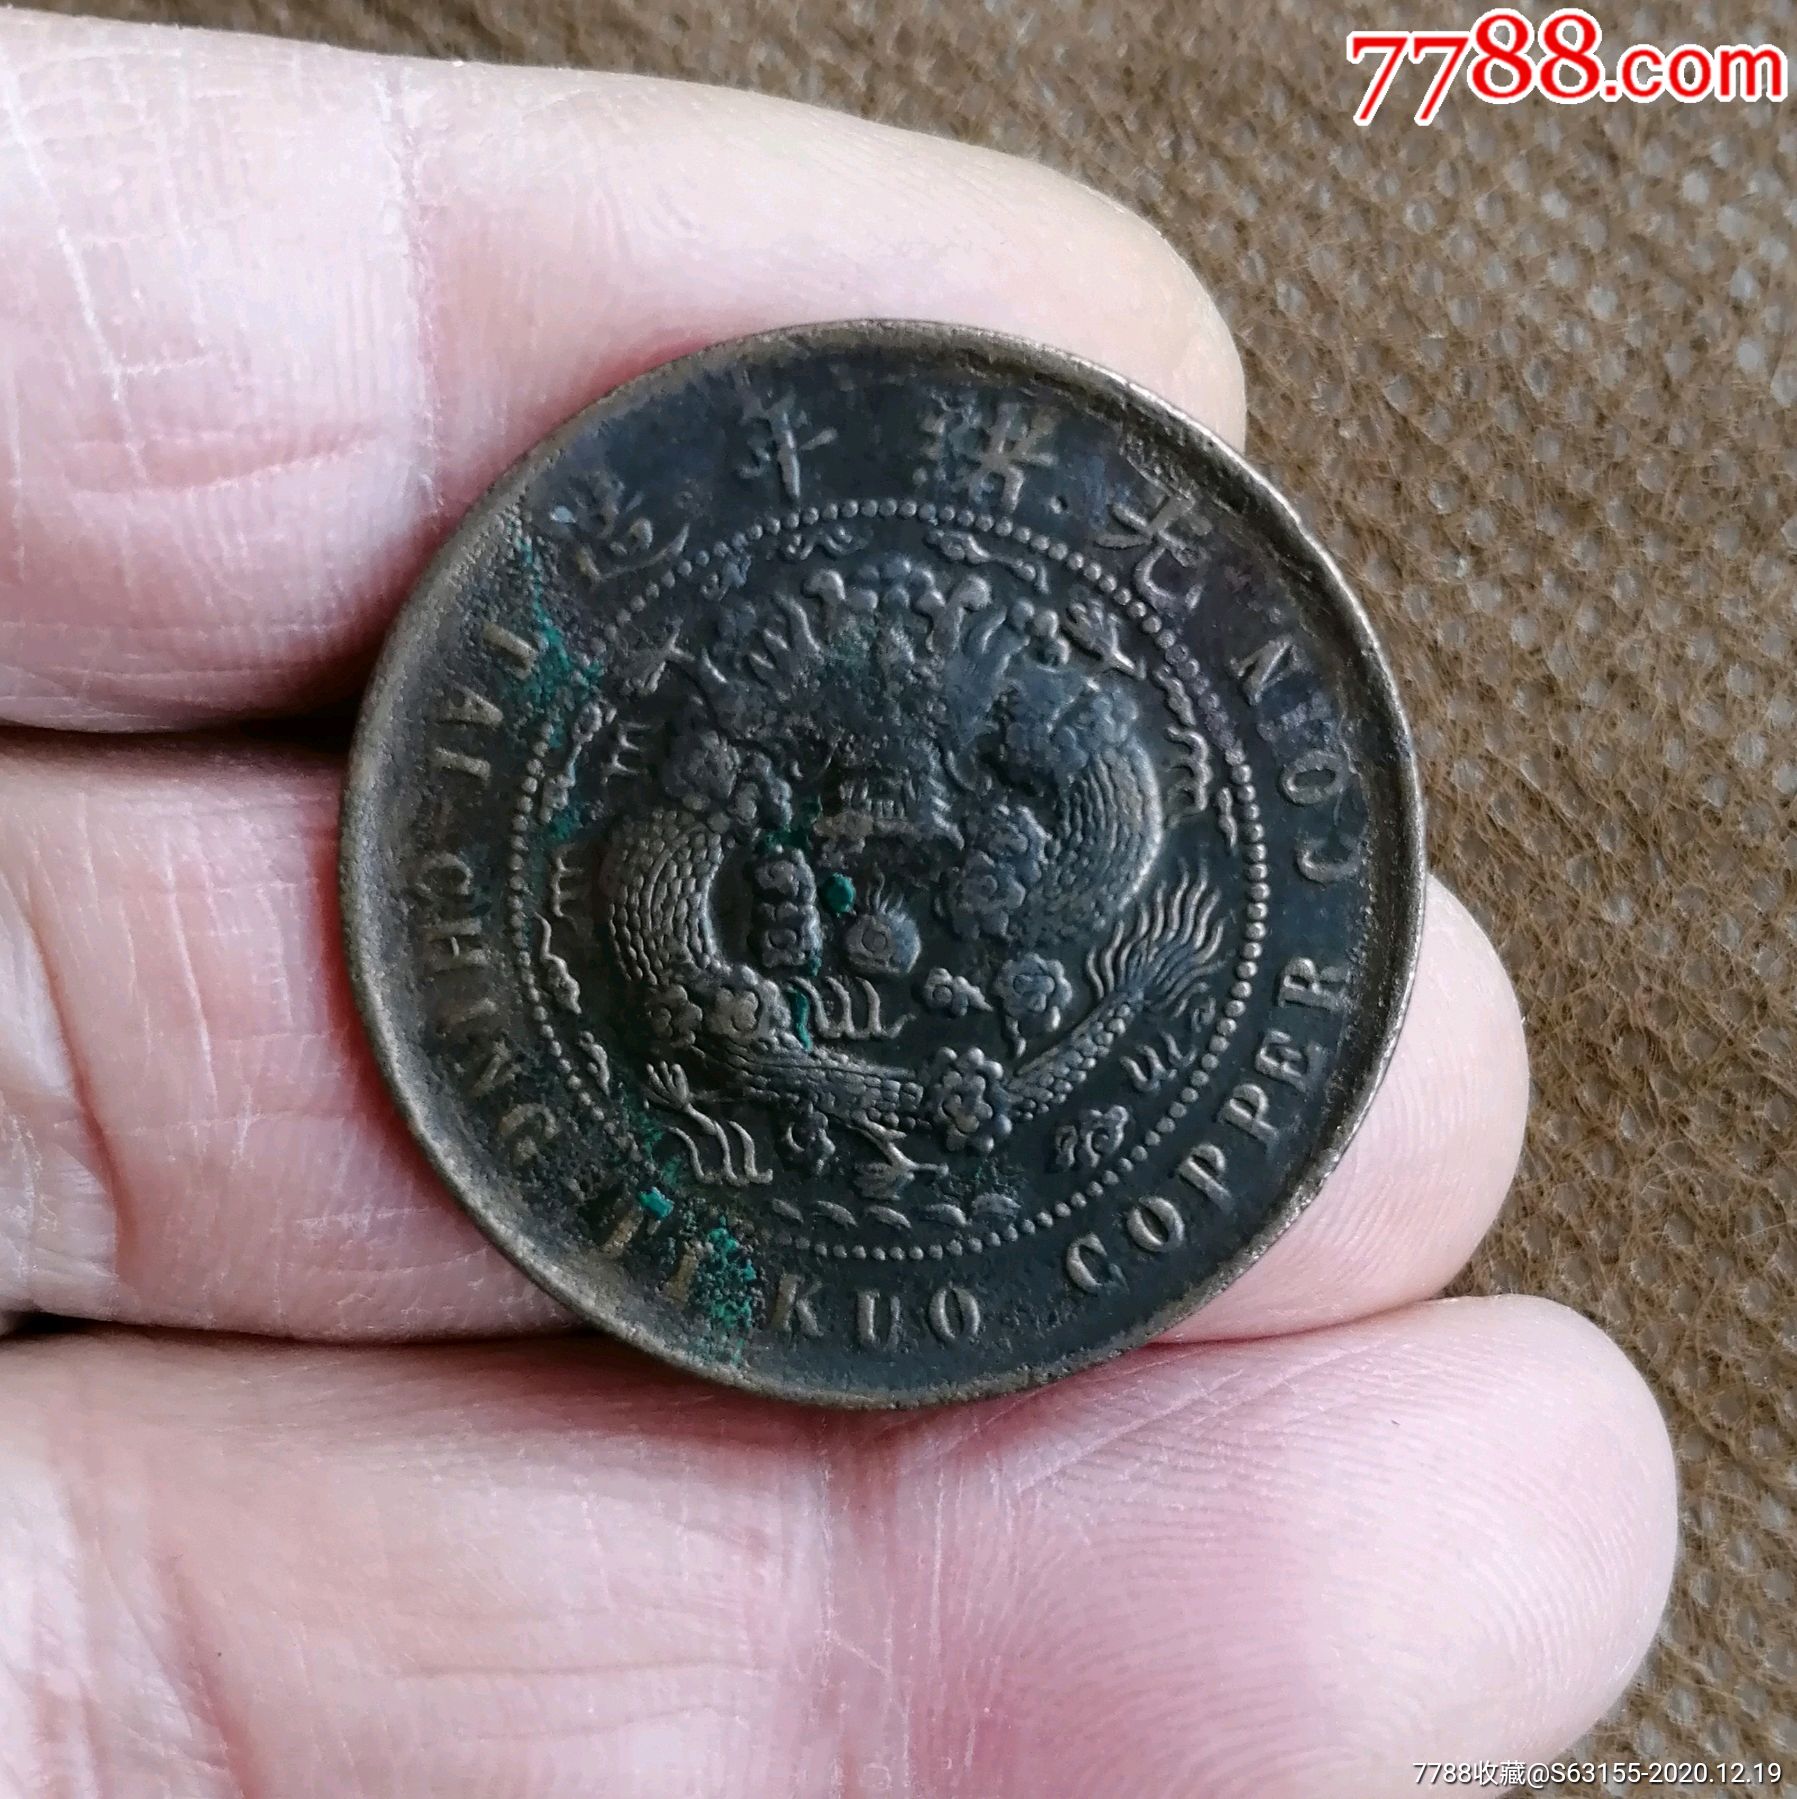 7788.com
光緒年造
TAI-CHING-TI-KUO COPPER COIN
7788收藏@S63155-2020.12.19